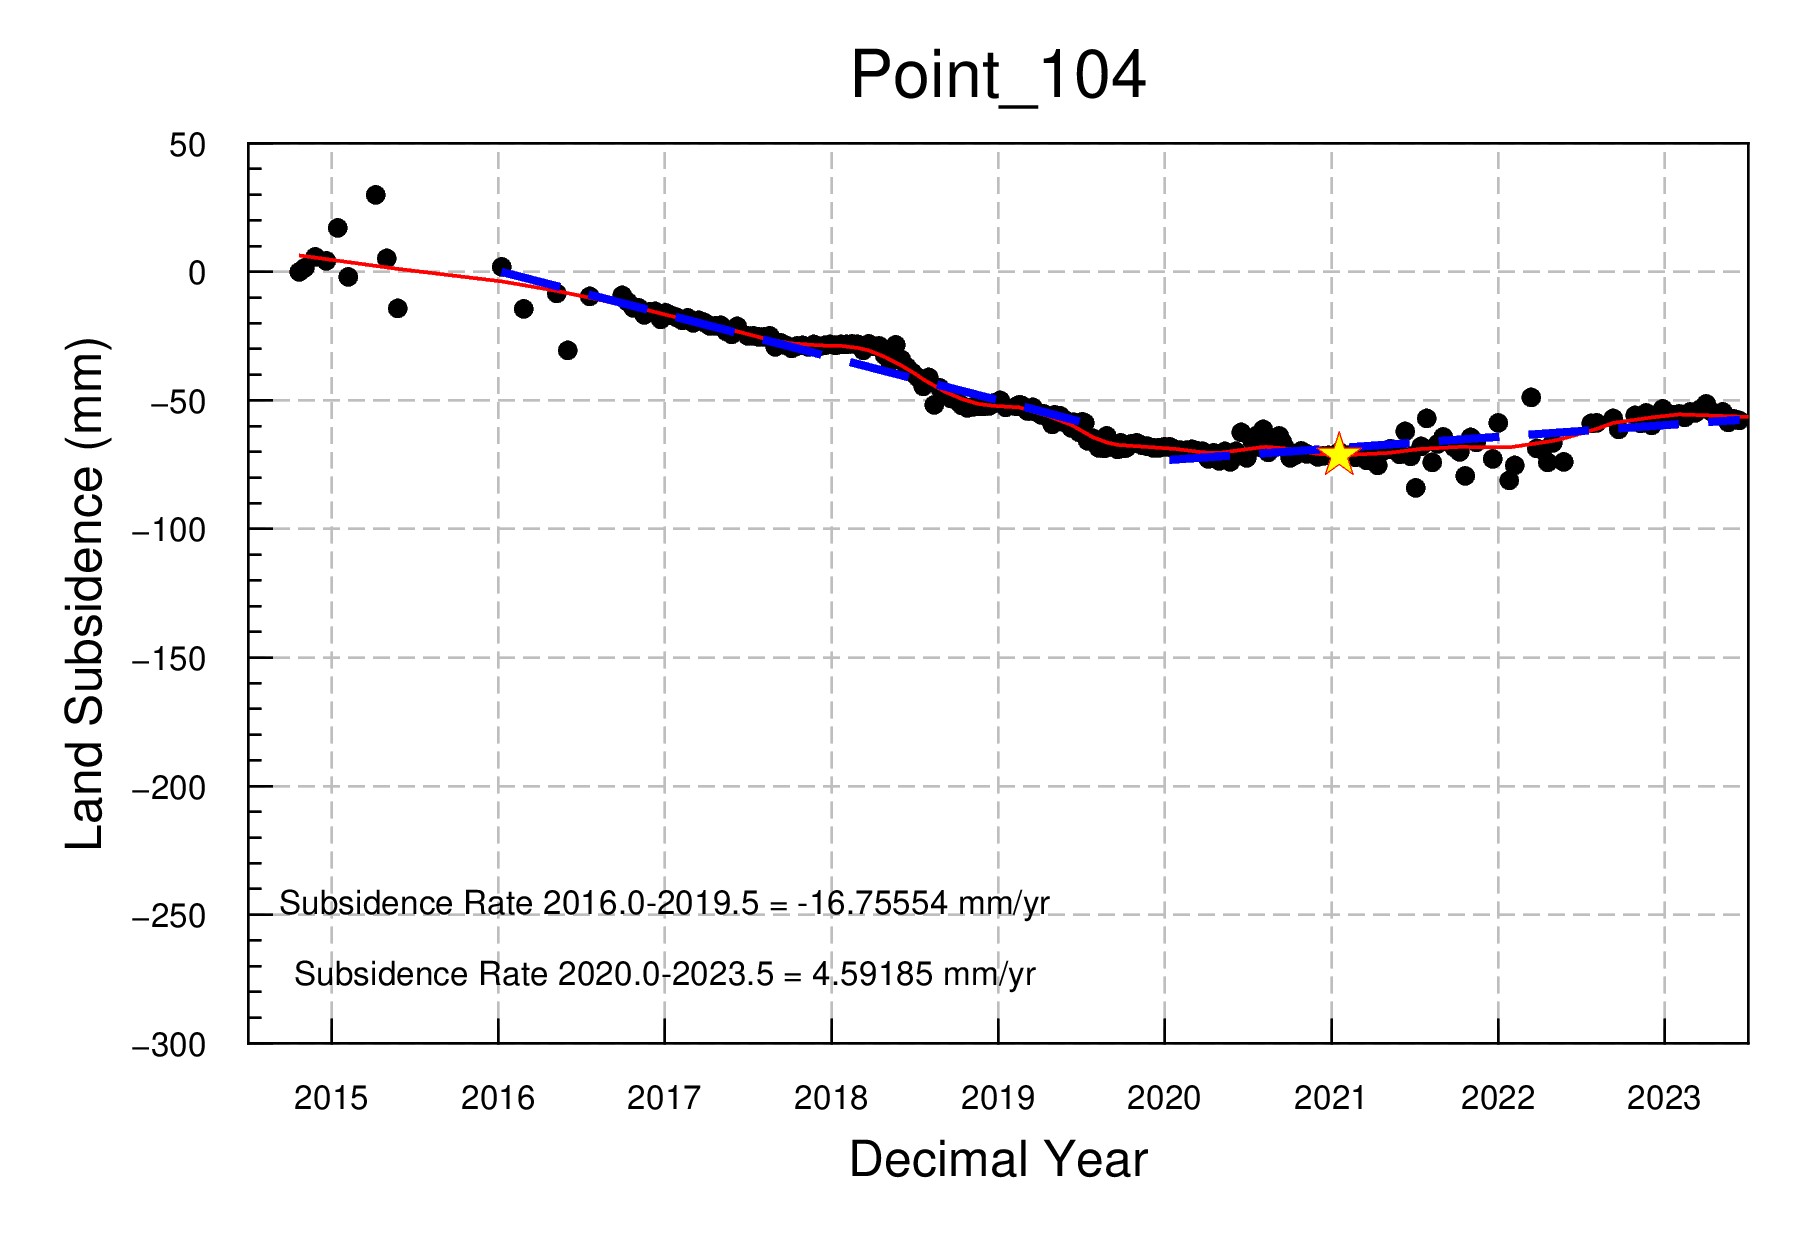 Point_104
50
0
−50
−100
−150
−200
−250
−300
Land Subsidence (mm)
Subsidence Rate 2016.0-2019.5 = -16.75554 mm/yr
Subsidence Rate 2020.0-2023.5 = 4.59185 mm/yr
2015 2016 2017 2018 2019 2020 2021 2022 2023
Decimal Year